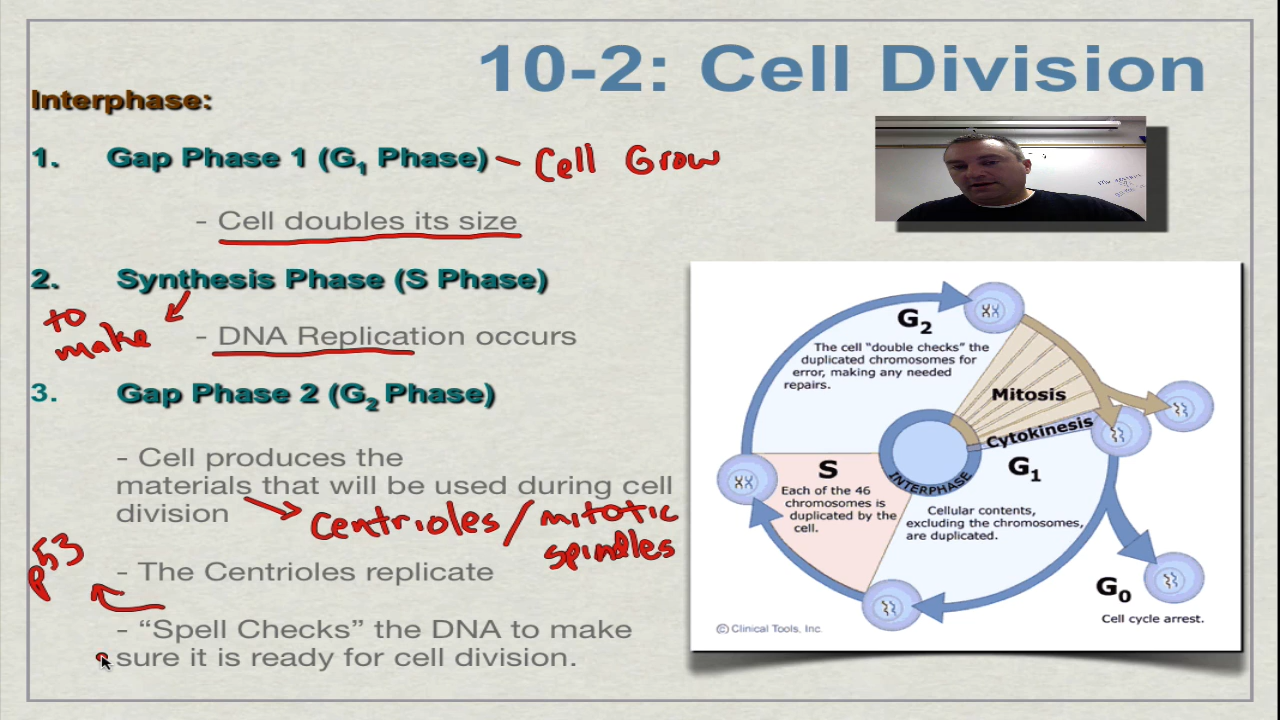 10-2: Cell Division
Interphase:
1. Gap Phase 1 (G1 Phase) - Cell Grow
- Cell doubles its size
2. Synthesis Phase (S Phase)
to
make
- DNA Replication occurs
3. Gap Phase 2 (G2 Phase)
- Cell produces the
materials that will be used during cell
division
Centrioles / mitotic
spindles
p53
- The Centrioles replicate
- “Spell Checks” the DNA to make
sure it is ready for cell division.
G2
The cell “double checks” the
duplicated chromosomes for
error, making any needed
repairs.
Mitosis
Cytokinesis
S
Each of the 46
chromosomes is
duplicated by the
cell.
INTERPHASE
G1
Cellular contents,
excluding the chromosomes,
are duplicated.
G0
Cell cycle arrest.
© Clinical Tools, Inc.